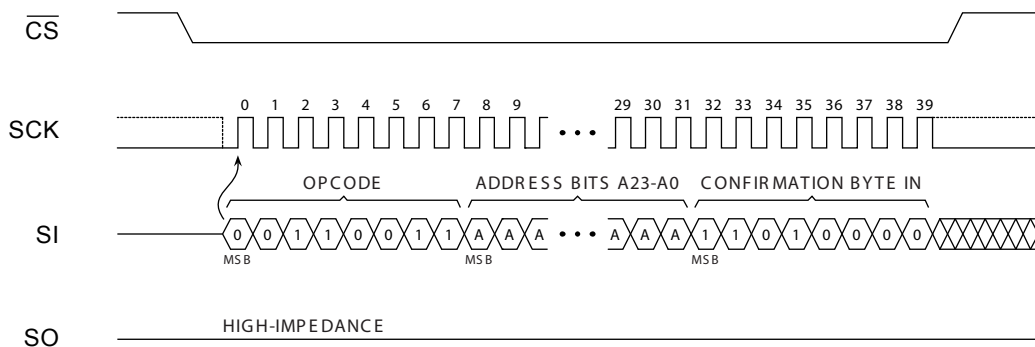 CS
SCK
0 1 2 3 4 5 6 7 8 9 29 30 31 32 33 34 35 36 37 38 39
OPCODE ADDRESS BITS A23-A0 CONFIRMATION BYTE IN
SI
0 0 1 1 0 0 1 1 A A A A A A 1 1 0 1 0 0 0 0
MSB MSB MSB
HIGH-IMPEDANCE
SO